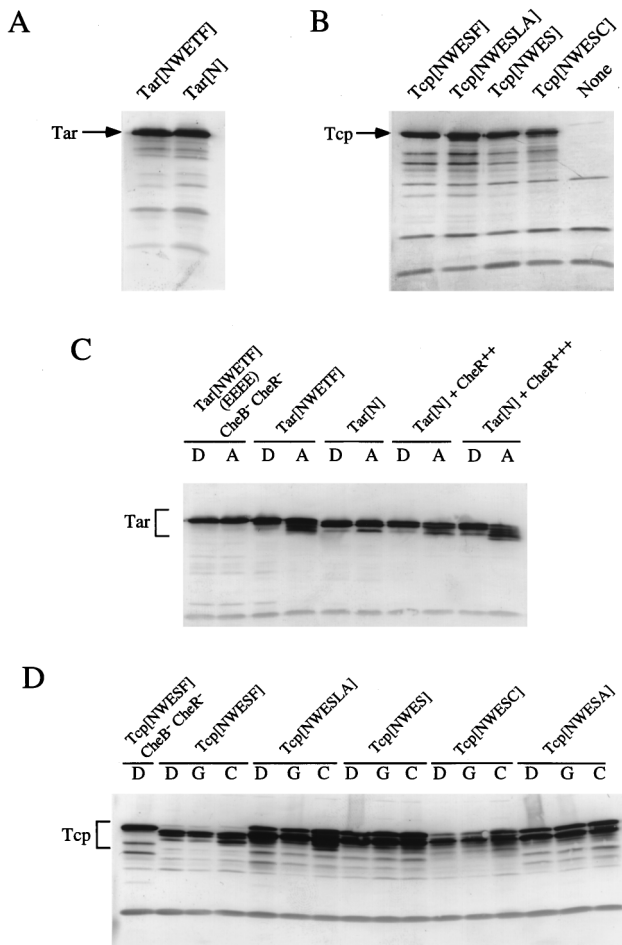 A
Tar[NWETF]
Tar[N]
Tar
B
Tcp[NWESF]
Tcp[NWESLA]
Tcp[NWES]
Tcp[NWESC]
None
Tcp
C
Tar[NWETF]
(EEEE)
CheB- CheR-
Tar[NWETF]
Tar[N]
Tar[N] + CheR++
Tar[N] + CheR+++
D A D A D A D A D A
Tar
D
Tcp[NWESF]
CheB- CheR-
Tcp[NWESF]
Tcp[NWESLA]
Tcp[NWES]
Tcp[NWESC]
Tcp[NWESA]
D D G C D G C D G C D G C D G C
Tcp